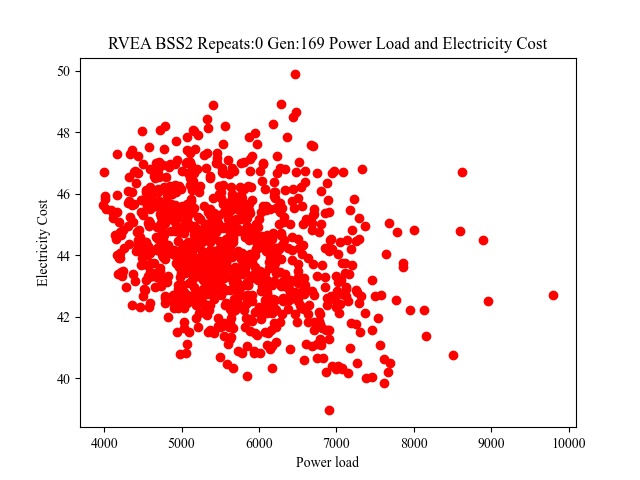 RVEA BSS2 Repeats:0 Gen:169 Power Load and Electricity Cost
50
48
46
44
42
40
Electricity Cost
4000 5000 6000 7000 8000 9000 10000
Power load